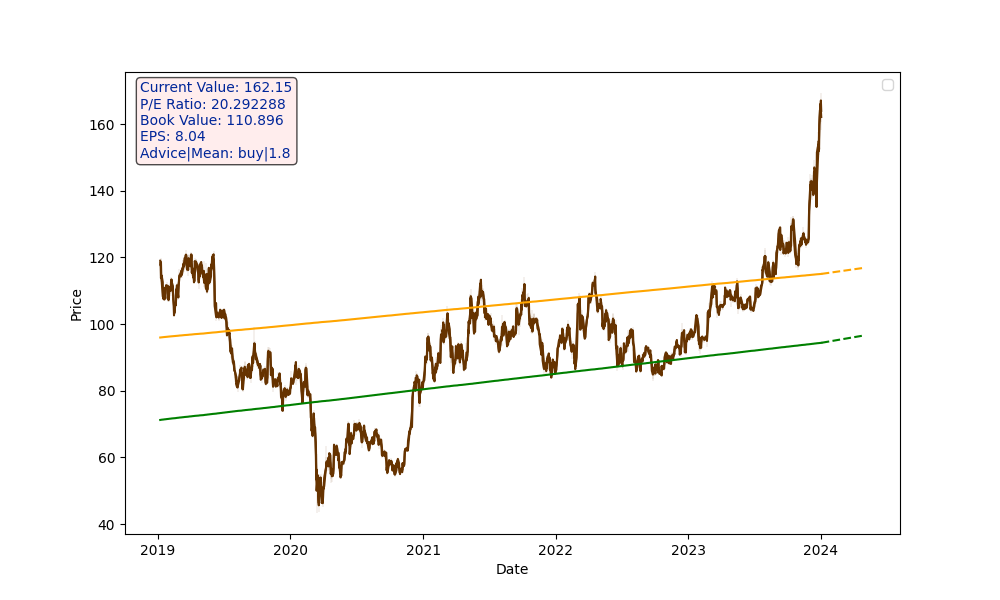 Current Value: 162.15
P/E Ratio: 20.292288
Book Value: 110.896
EPS: 8.04
Advice|Mean: buy|1.8
160
140
120
100
80
60
40
Price
2019 2020 2021 2022 2023 2024
Date